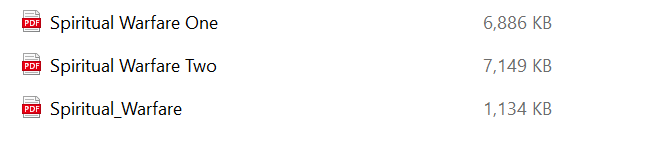 PDF Spiritual Warfare One 6,886 KB
PDF Spiritual Warfare Two 7,149 KB
PDF Spiritual_Warfare 1,134 KB